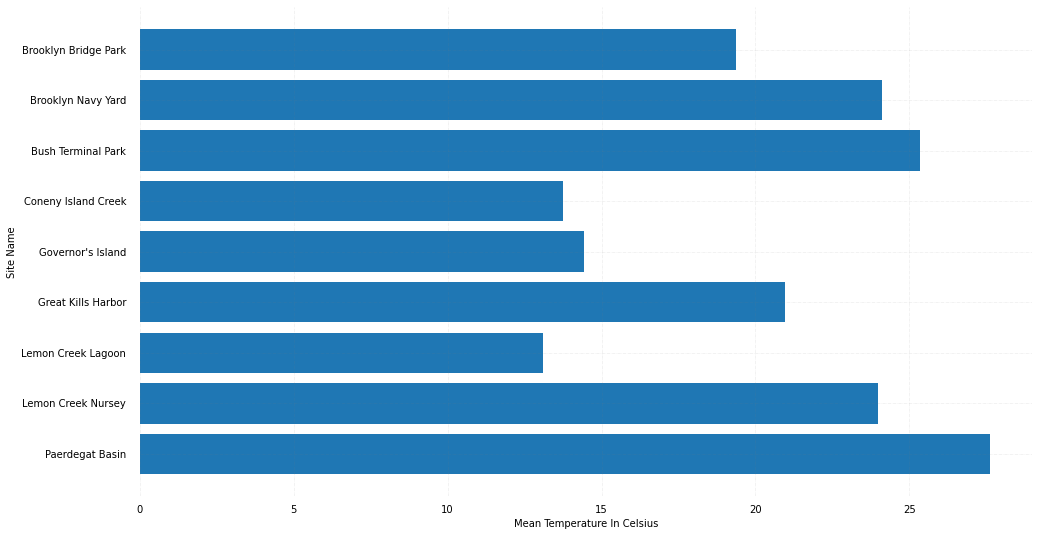 Brooklyn Bridge Park
Brooklyn Navy Yard
Bush Terminal Park
Coneny Island Creek
Governor's Island
Great Kills Harbor
Lemon Creek Lagoon
Lemon Creek Nursey
Paerdegat Basin
Site Name
0 5 10 15 20 25
Mean Temperature In Celsius